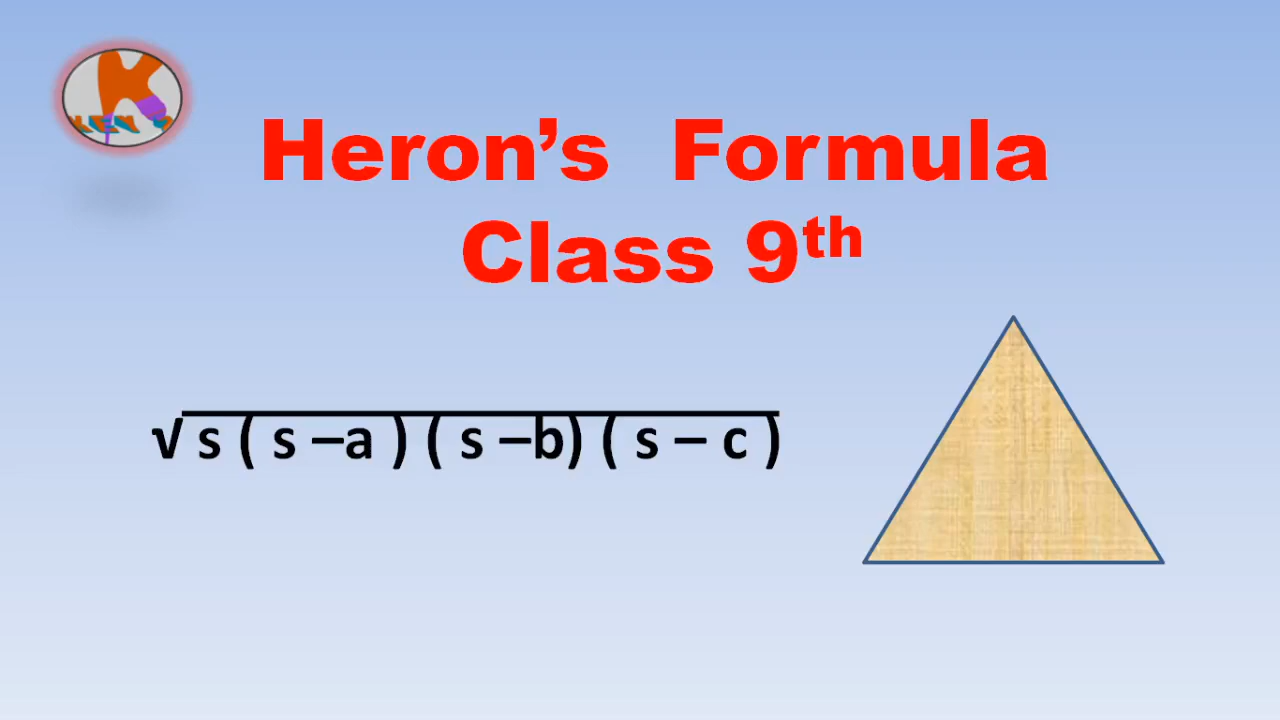 K
Heron’s Formula
Class 9th
√s ( s –a ) ( s –b) ( s – c )